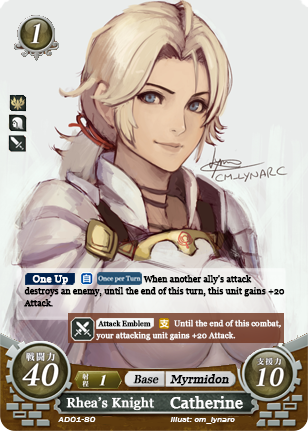 1
CM_LYNARC
One Up 自 Once per Turn When another ally's attack
destroys an enemy, until the end of this turn, this unit gains +20
Attack.
Attack Emblem 支 Until the end of this combat,
your attacking unit gains +20 Attack.
戦闘力
40
射程 1
Base Myrmidon
支援力
10
Rhea's Knight Catherine
AD01-80
Illust: cm_lynarc